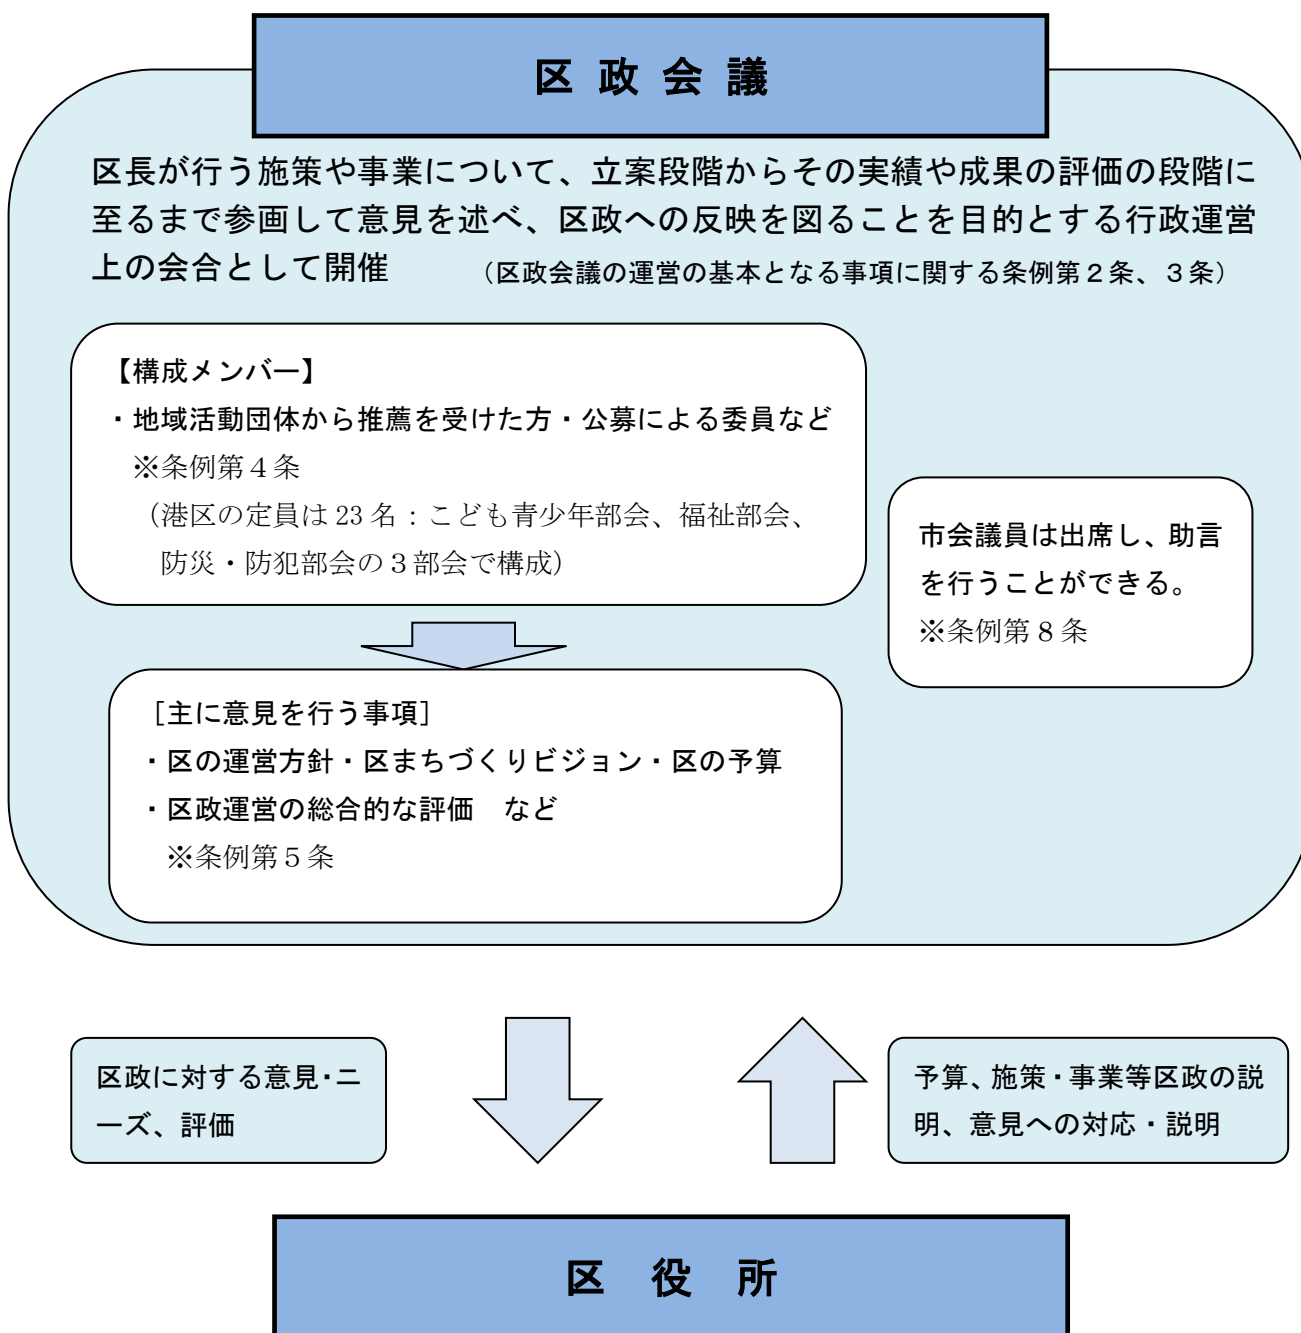 区政会議
区長が行う施策や事業について、立案段階からその実績や成果の評価の段階に
至るまで参画して意見を述べ、区政への反映を図ることを目的とする行政運営
上の会合として開催　（区政会議の運営の基本となる事項に関する条例第２条、３条）
【構成メンバー】
・地域活動団体から推薦を受けた方・公募による委員など
※条例第４条
（港区の定員は 23 名：こども青少年部会、福祉部会、
防災・防犯部会の３部会で構成）
市会議員は出席し、助言
を行うことができる。
※条例第８条
［主に意見を行う事項］
・区の運営方針・区まちづくりビジョン・区の予算
・区政運営の総合的な評価　など
※条例第５条
区政に対する意見・ニ
ーズ、評価
予算、施策・事業等区政の説
明、意見への対応・説明
区役所